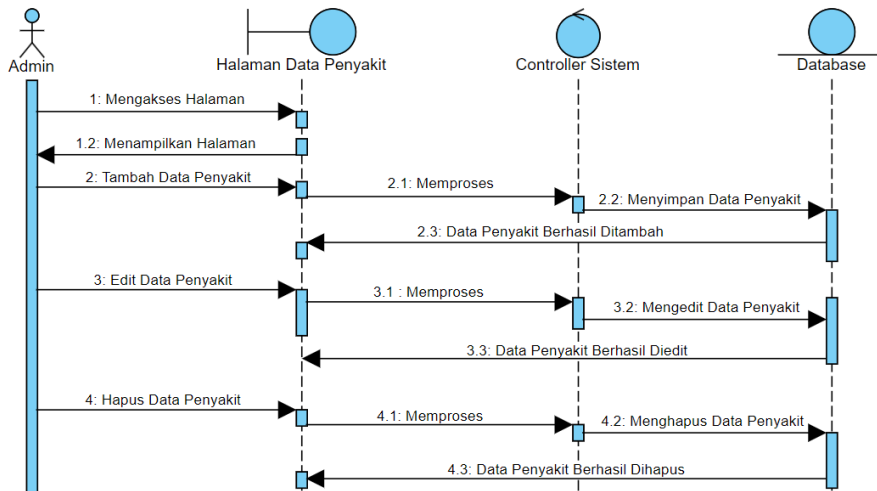 Admin
Halaman Data Penyakit
Controller Sistem
Database
1: Mengakses Halaman
1.2: Menampilkan Halaman
2: Tambah Data Penyakit
2.1: Memproses
2.2: Menyimpan Data Penyakit
2.3: Data Penyakit Berhasil Ditambah
3: Edit Data Penyakit
3.1 : Memproses
3.2: Mengedit Data Penyakit
3.3: Data Penyakit Berhasil Diedit
4: Hapus Data Penyakit
4.1: Memproses
4.2: Menghapus Data Penyakit
4.3: Data Penyakit Berhasil Dihapus